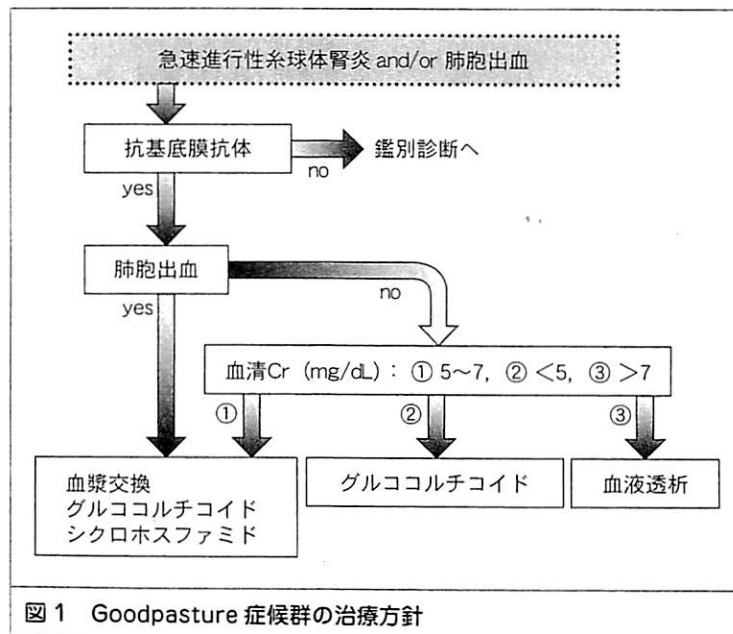 急速進行性糸球体腎炎 and/or 肺胞出血
抗基底膜抗体
no
鑑別診断へ
yes
肺胞出血
no
yes
血清Cr (mg/dL): ① 5〜7, ② <5, ③ >7
①
②
③
血漿交換
グルココルチコイド
シクロホスファミド
グルココルチコイド
血液透析
図1 Goodpasture 症候群の治療方針